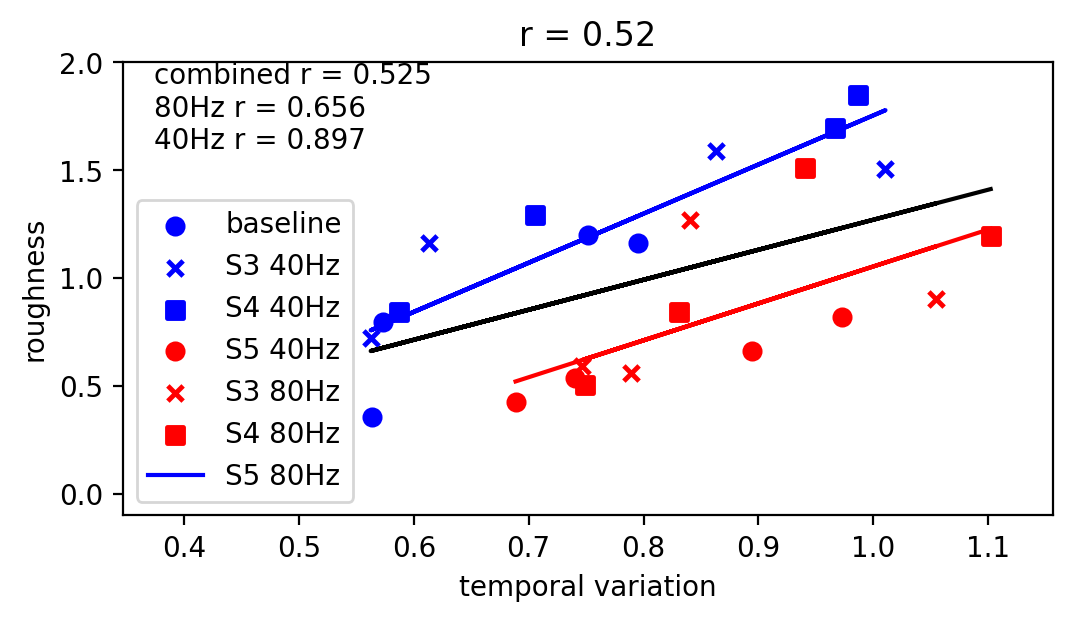 r = 0.52
combined r = 0.525
80Hz r = 0.656
40Hz r = 0.897
baseline
S3 40Hz
S4 40Hz
S5 40Hz
S3 80Hz
S4 80Hz
S5 80Hz
roughness
2.0
1.5
1.0
0.5
0.0
0.4 0.5 0.6 0.7 0.8 0.9 1.0 1.1
temporal variation